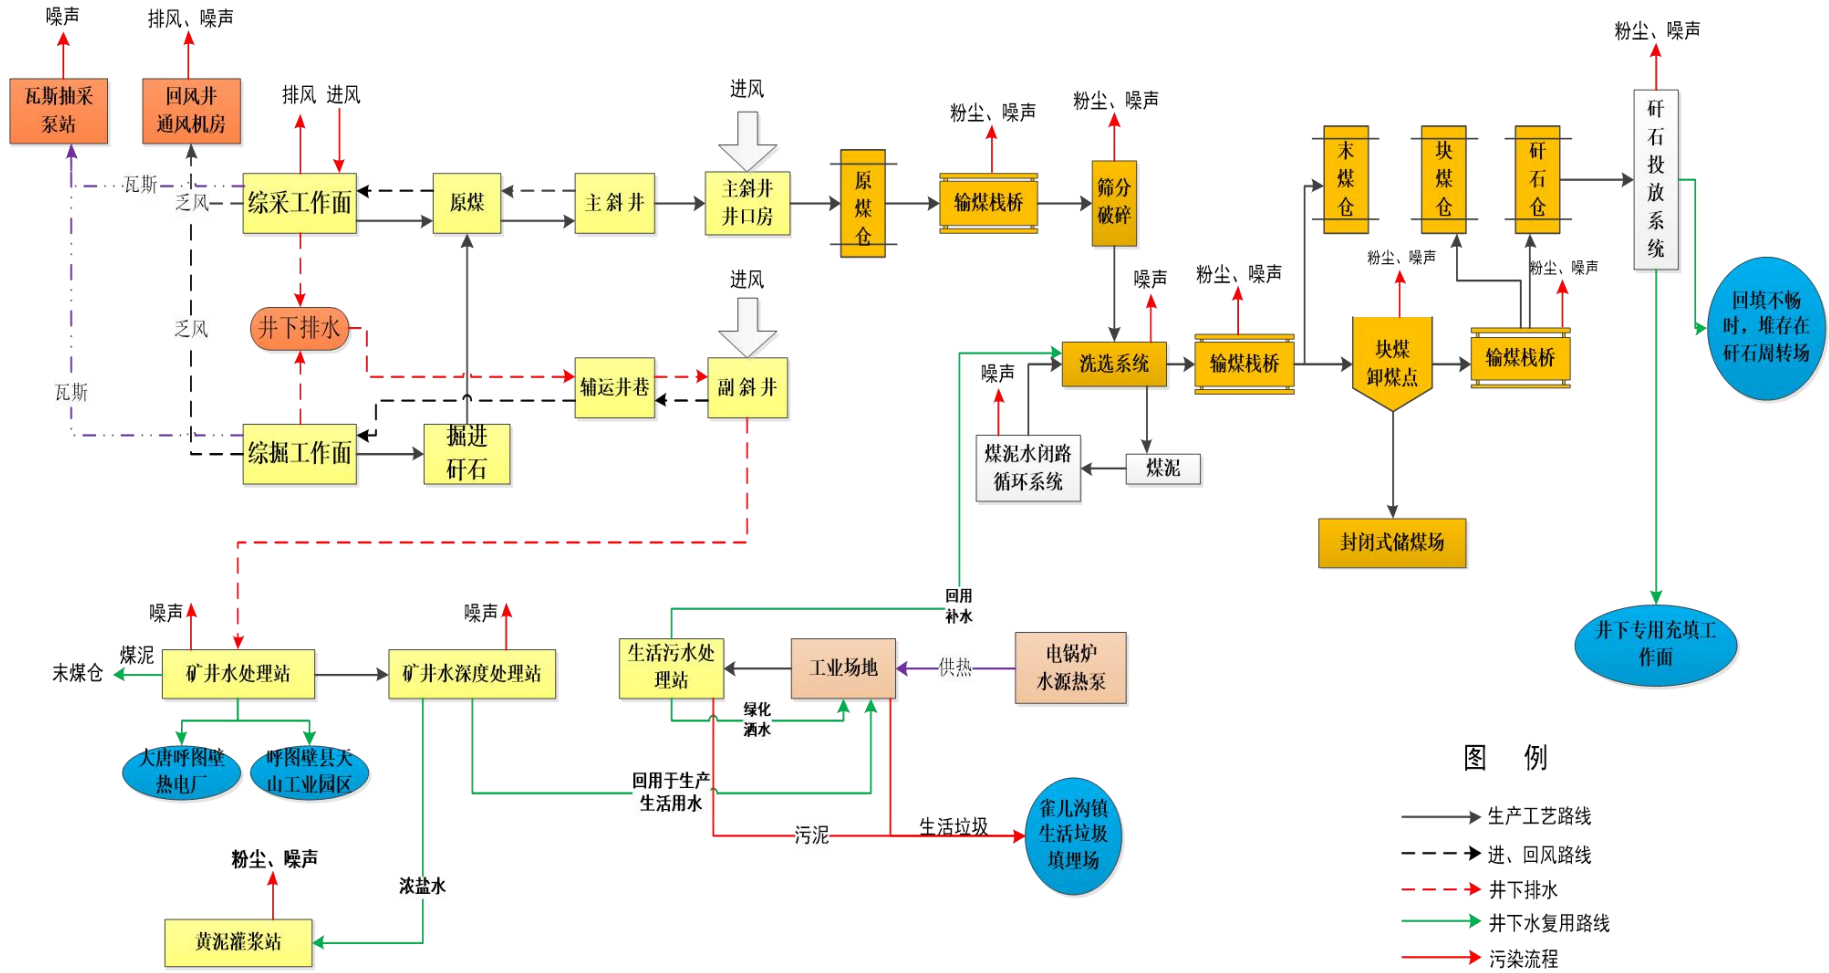 噪声
排风、噪声
瓦斯抽采
泵站
回风井
通风机房
排风
进风
进风
粉尘、噪声
粉尘、噪声
粉尘、噪声
瓦斯
乏风
综采工作面
原煤
主斜井
主斜井
井口房
原
煤
仓
输煤栈桥
筛分
破碎
末
煤
仓
块
煤
仓
矸
石
仓
矸
石
投
放
系
统
井下排水
乏风
瓦斯
进风
辅运井巷
副斜井
综掘工作面
掘进
矸石
噪声
粉尘、噪声
粉尘、噪声
粉尘、噪声
洗选系统
输煤栈桥
块煤
卸煤点
输煤栈桥
回填不畅
时，堆存在
矸石周转场
噪声
煤泥水闭路
循环系统
煤泥
封闭式储煤场
井下专用充填工
作面
噪声
噪声
回用
补水
末煤仓
煤泥
矿井水处理站
矿井水深度处理站
生活污水处
理站
工业场地
供热
电锅炉
水源热泵
绿化
洒水
大唐呼图壁
热电厂
呼图壁县天
山工业园区
回用于生产
生活用水
污泥
生活垃圾
雀儿沟镇
生活垃圾
填埋场
粉尘、噪声
浓盐水
黄泥灌浆站
图 例
生产工艺路线
进、回风路线
井下排水
井下水复用路线
污染流程